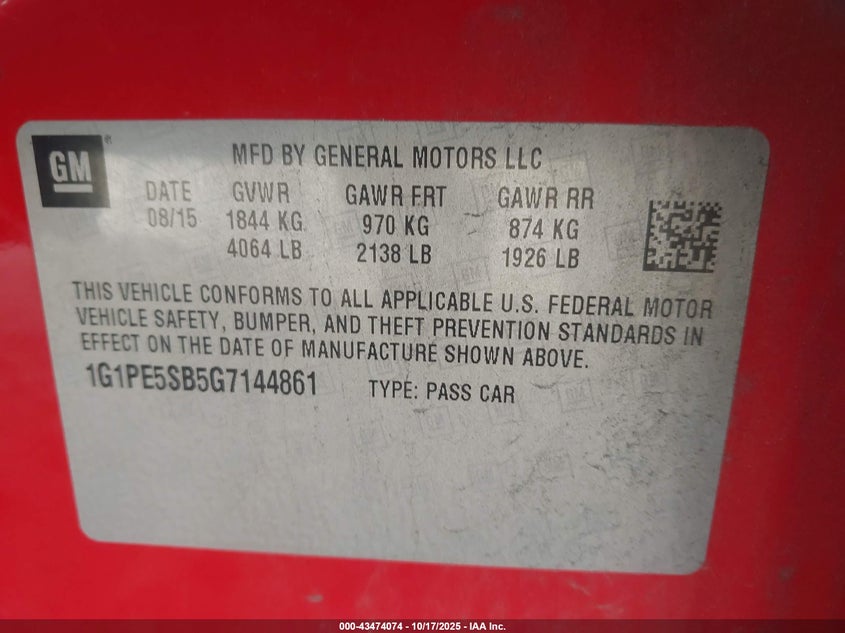 GM
MFD BY GENERAL MOTORS LLC
DATE GVWR GAWR FRT GAWR RR
08/15 1844 KG 970 KG 874 KG
4064 LB 2138 LB 1926 LB
THIS VEHICLE CONFORMS TO ALL APPLICABLE U.S. FEDERAL MOTOR
VEHICLE SAFETY, BUMPER, AND THEFT PREVENTION STANDARDS IN
EFFECT ON THE DATE OF MANUFACTURE SHOWN ABOVE.
1G1PE5SB5G7144861 TYPE: PASS CAR
000-43474074 - 10/17/2025 - IAA Inc.